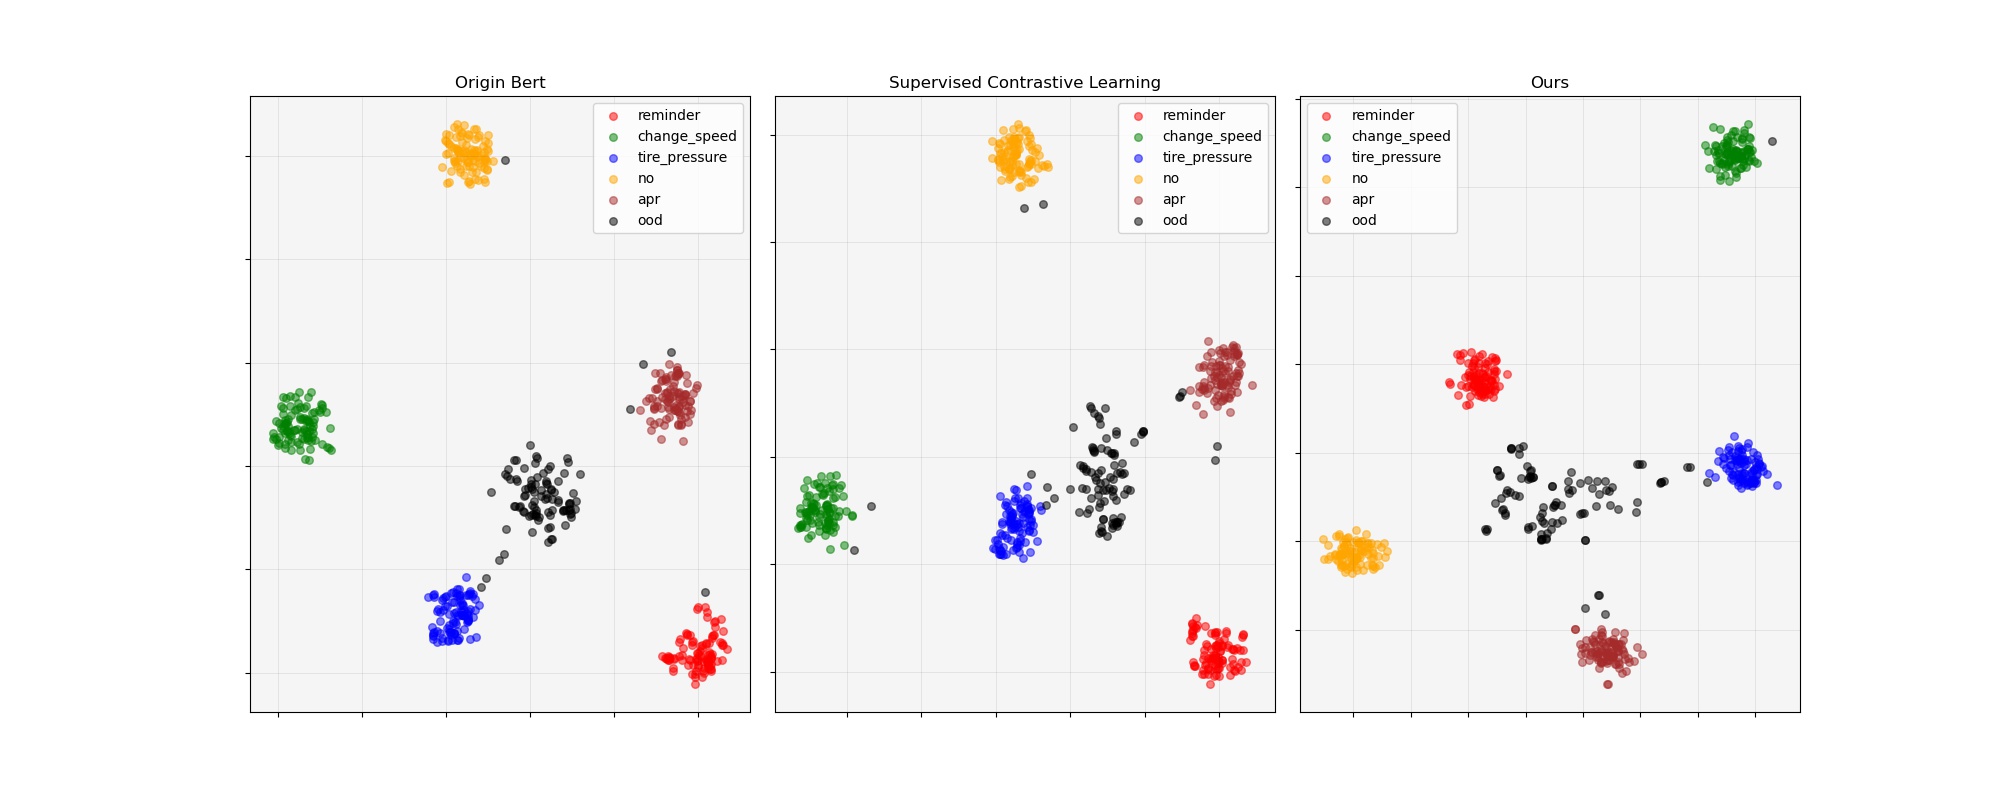 Origin Bert
reminder
change_speed
tire_pressure
no
apr
ood
Supervised Contrastive Learning
reminder
change_speed
tire_pressure
no
apr
ood
Ours
reminder
change_speed
tire_pressure
no
apr
ood